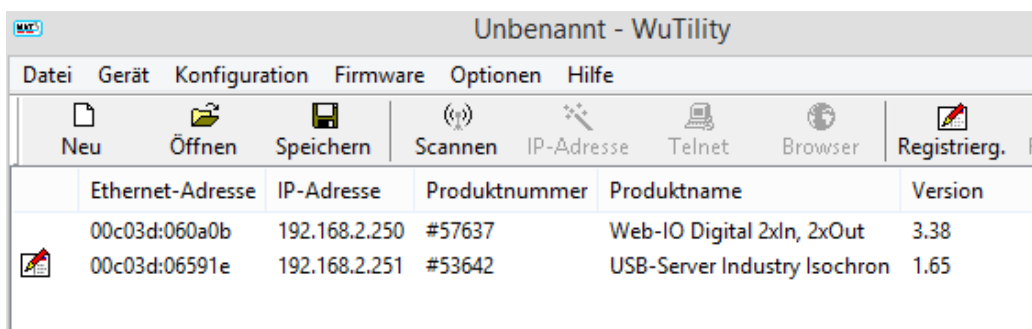 Unbenannt - WuTility
Datei Gerät Konfiguration Firmware Optionen Hilfe
Neu Öffnen Speichern Scannen IP-Adresse Telnet Browser Registrierg.
Ethernet-Adresse IP-Adresse Produktnummer Produktname Version
00c03d:060a0b 192.168.2.250 #57637 Web-IO Digital 2xIn, 2xOut 3.38
00c03d:06591e 192.168.2.251 #53642 USB-Server Industry Isochron 1.65